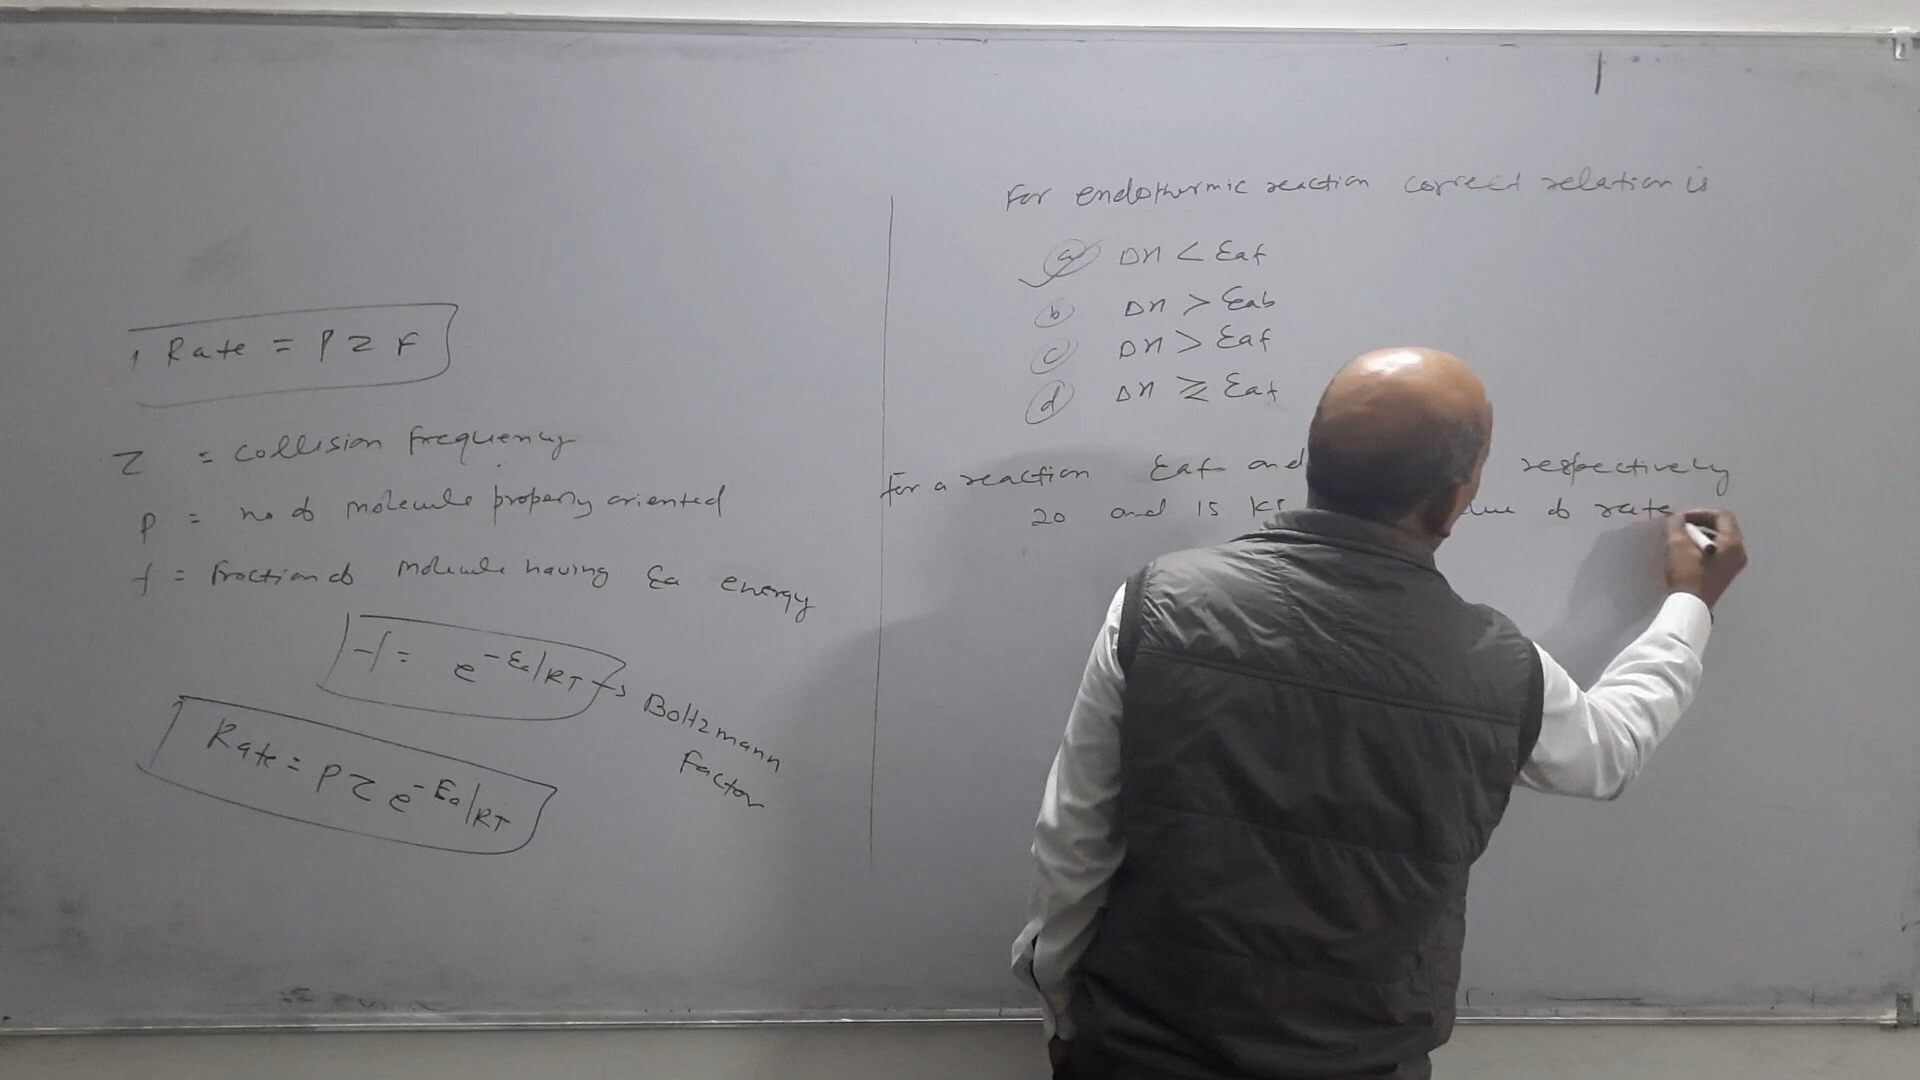 Rate = P Z F
Z = collision frequency
P = no of molecule properly oriented
f = fraction of molecule having Ea energy
f = e^-Ea/RT → Boltzmann
Factor
Rate = P Z e^-Ea/RT
For endothermic reaction correct relation is
(a) ΔH < Eaf
(b) ΔH > Eab
(c) ΔH > Eaf
(d) ΔH ≥ Eaf
For a reaction Eaf and respectively
20 and 15 of rate